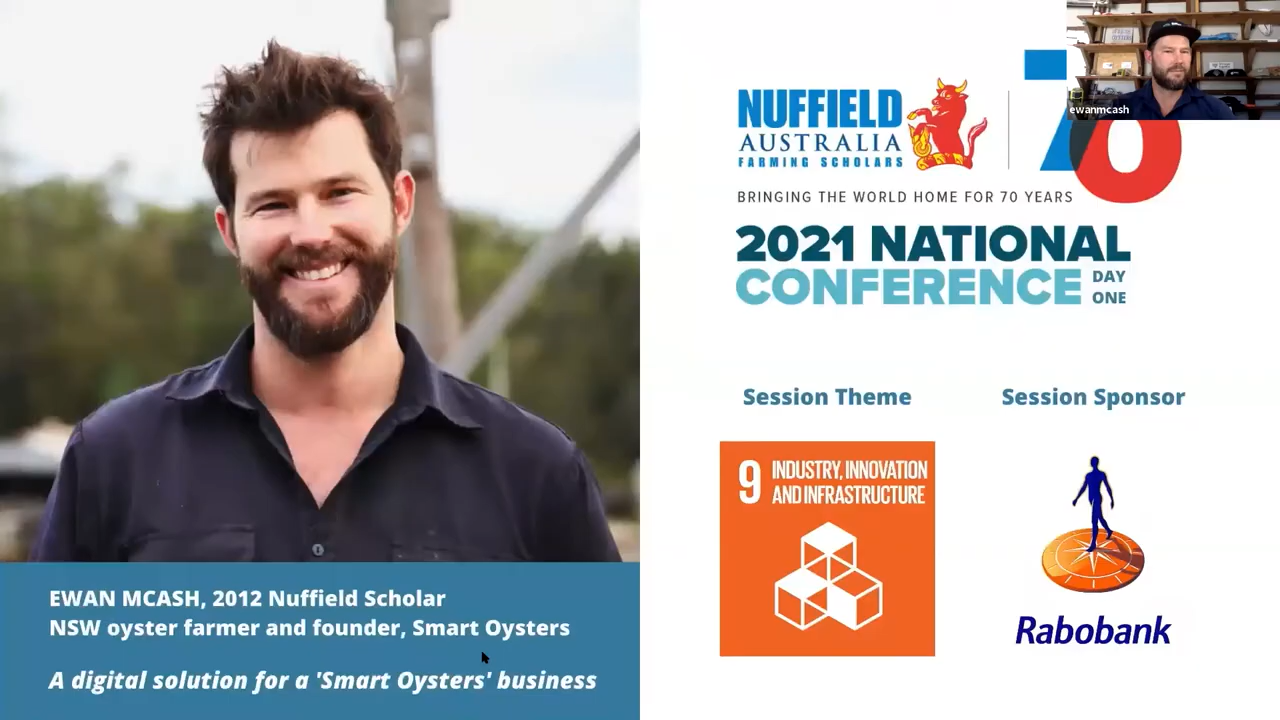 EWAN MCASH, 2012 Nuffield Scholar
NSW oyster farmer and founder, Smart Oysters
A digital solution for a 'Smart Oysters' business
ewanmcash
NUFFIELD
AUSTRALIA
FARMING SCHOLARS
70
BRINGING THE WORLD HOME FOR 70 YEARS
2021 NATIONAL
CONFERENCE DAY ONE
Session Theme
Session Sponsor
9 INDUSTRY, INNOVATION
AND INFRASTRUCTURE
Rabobank